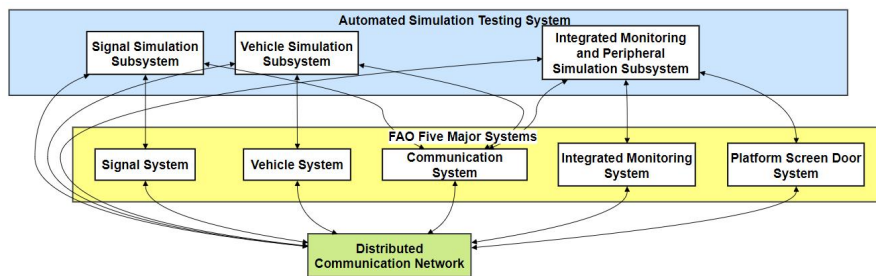 Automated Simulation Testing System
Signal Simulation
Subsystem
Vehicle Simulation
Subsystem
Integrated Monitoring
and Peripheral
Simulation Subsystem
FAO Five Major Systems
Signal System
Vehicle System
Communication
System
Integrated Monitoring
System
Platform Screen Door
System
Distributed
Communication Network